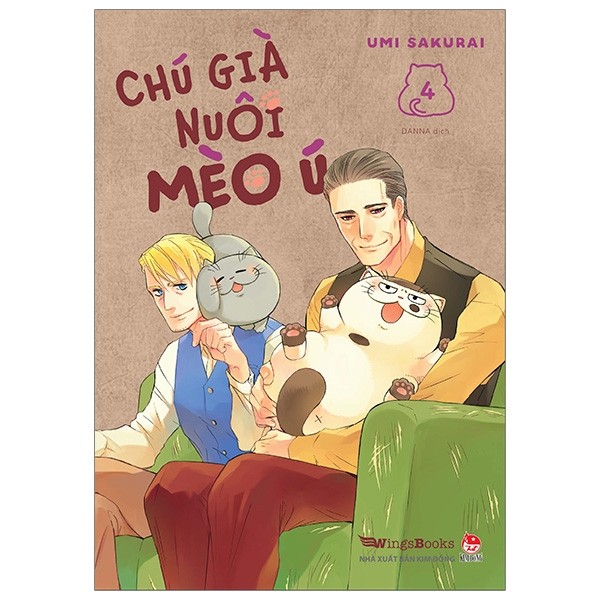 UMI SAKURAI
CHÚ GIÀ
NUÔI
MÈO Ú
4
DANNA dịch
WingsBooks
NHÀ XUẤT BẢN KIM ĐỒNG